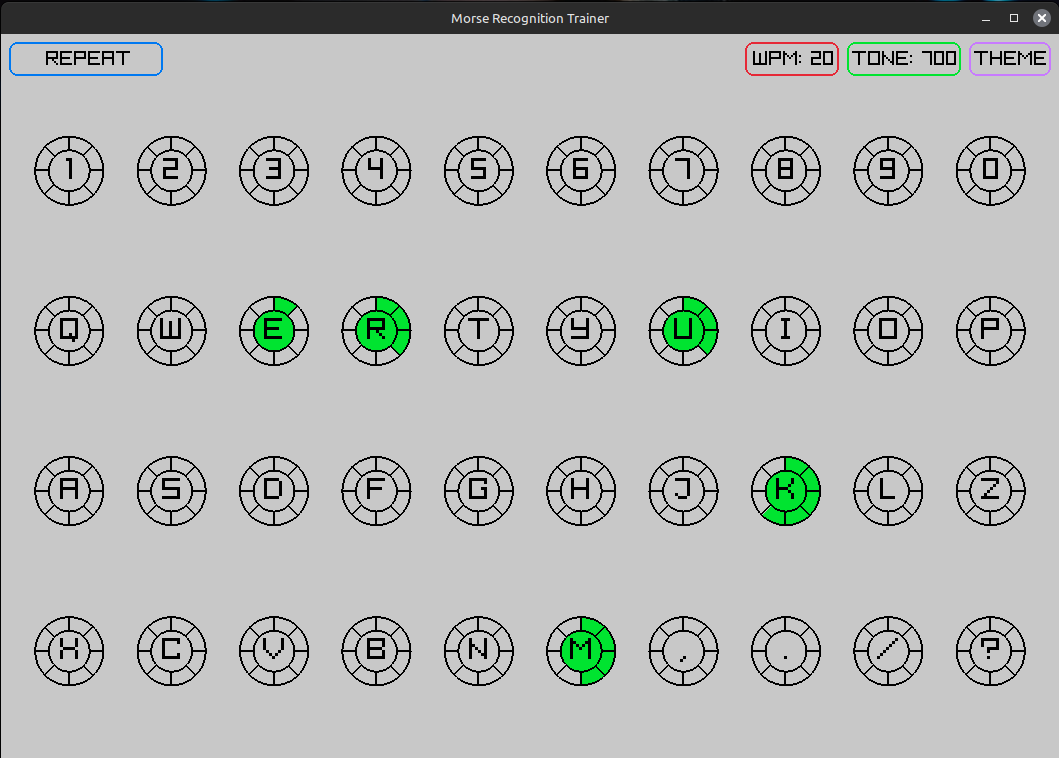 Morse Recognition Trainer
REPEAT WPM: 20 TONE: 700 THEME
1 2 3 4 5 6 7 8 9 0
Q W E R T Y U I O P
A S D F G H J K L Z
X C V B N M , . / ?